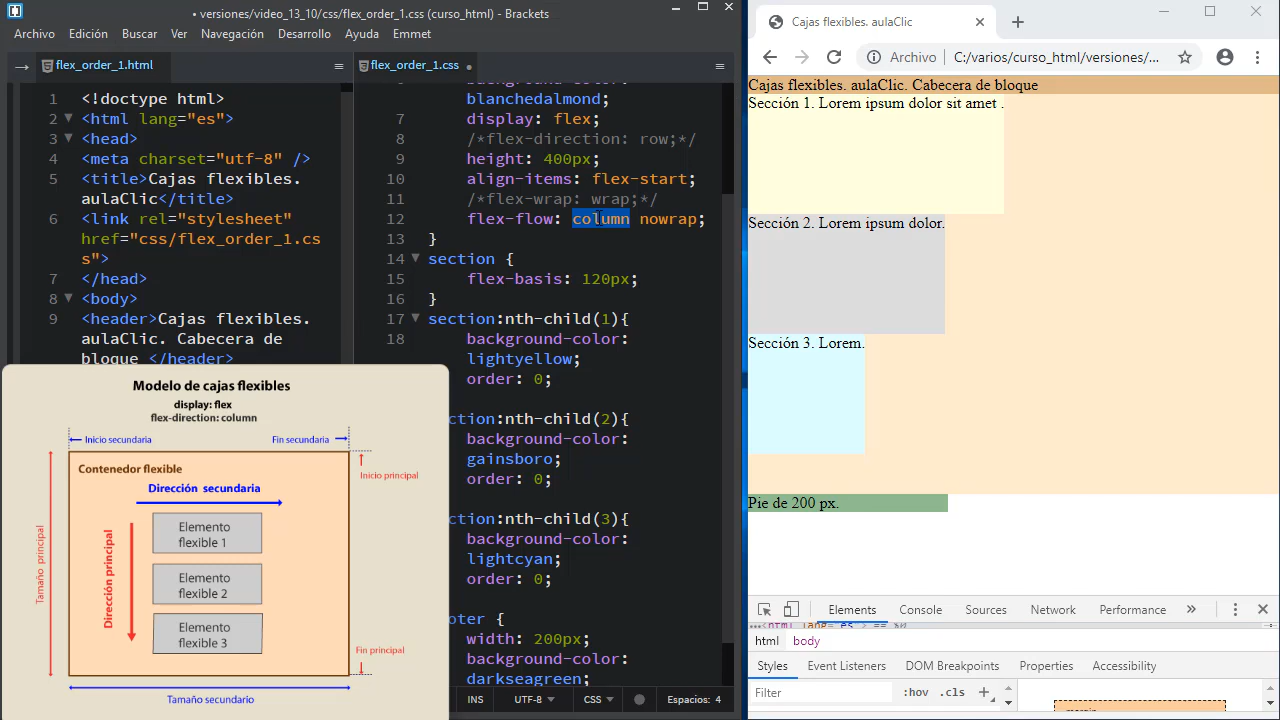 • versiones/video_13_10/css/flex_order_1.css (curso_html) - Brackets
Archivo Edición Buscar Ver Navegación Desarrollo Ayuda Emmet
flex_order_1.html
1 <!doctype html>
2 <html lang="es">
3 <head>
4 <meta charset="utf-8" />
5 <title>Cajas flexibles.
aulaClic</title>
6 <link rel="stylesheet"
href="css/flex_order_1.cs
s">
7 </head>
8 <body>
9 <header>Cajas flexibles.
aulaClic. Cabecera de
bloque </header>
flex_order_1.css •
background-color:
blanchedalmond;
7 display: flex;
8 /*flex-direction: row;*/
9 height: 400px;
10 align-items: flex-start;
11 /*flex-wrap: wrap;*/
12 flex-flow: column nowrap;
13 }
14 section {
15 flex-basis: 120px;
16 }
17 section:nth-child(1){
18 background-color:
lightyellow;
order: 0;
ction:nth-child(2){
background-color:
gainsboro;
order: 0;
ction:nth-child(3){
background-color:
lightcyan;
order: 0;
oter {
width: 200px;
background-color:
darkseagreen;
INS UTF-8 CSS Espacios: 4
Modelo de cajas flexibles
display: flex
flex-direction: column
Inicio secundaria Fin secundaria
Contenedor flexible
Inicio principal
Dirección secundaria
Elemento
flexible 1
Elemento
flexible 2
Elemento
flexible 3
Dirección principal
Tamaño principal
Fin principal
Tamaño secundario
Cajas flexibles. aulaClic
Archivo C:/varios/curso_html/versiones/...
Cajas flexibles. aulaClic. Cabecera de bloque
Sección 1. Lorem ipsum dolor sit amet .
Sección 2. Lorem ipsum dolor.
Sección 3. Lorem.
Pie de 200 px.
Elements Console Sources Network Performance »
html body
Styles Event Listeners DOM Breakpoints Properties Accessibility
Filter :hov .cls +